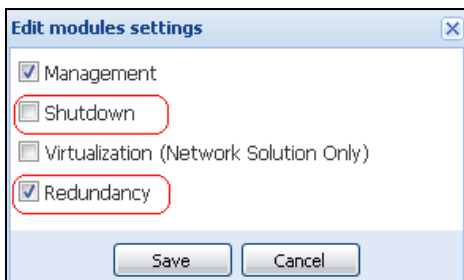 Edit modules settings
Management
Shutdown
Virtualization (Network Solution Only)
Redundancy
Save Cancel